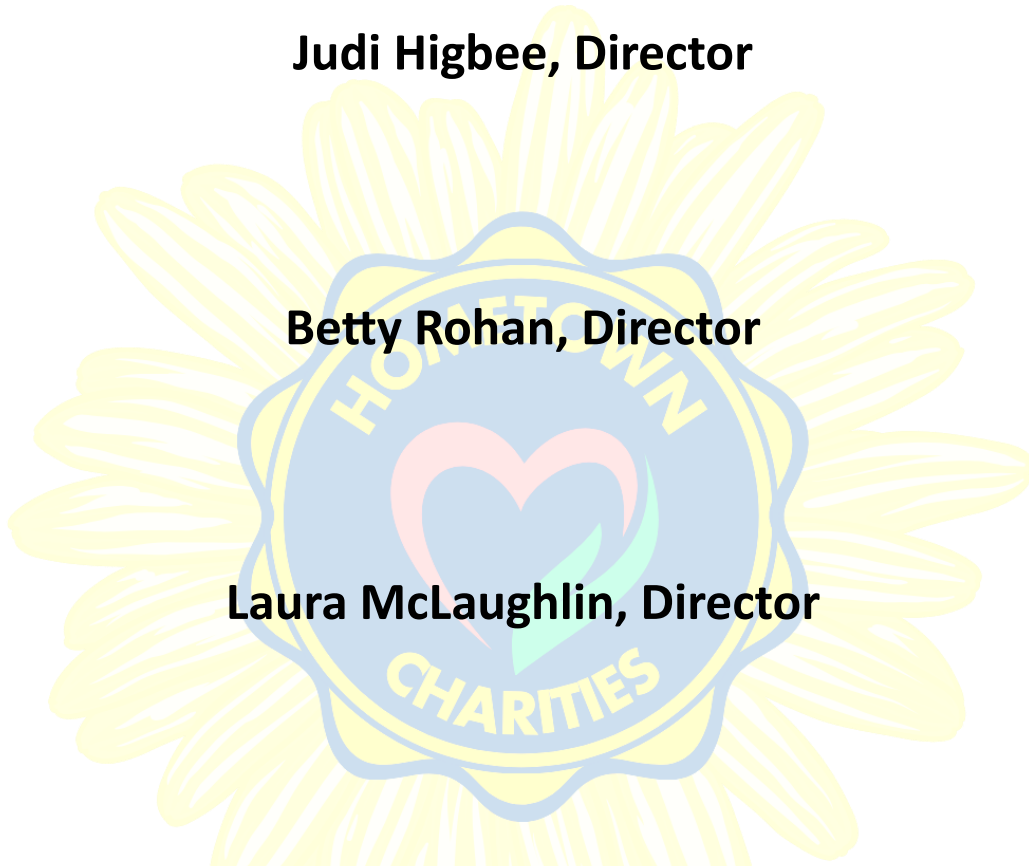 Judi Higbee, Director
HOMETOWN
Betty Rohan, Director
Laura McLaughlin, Director
CHARITIES